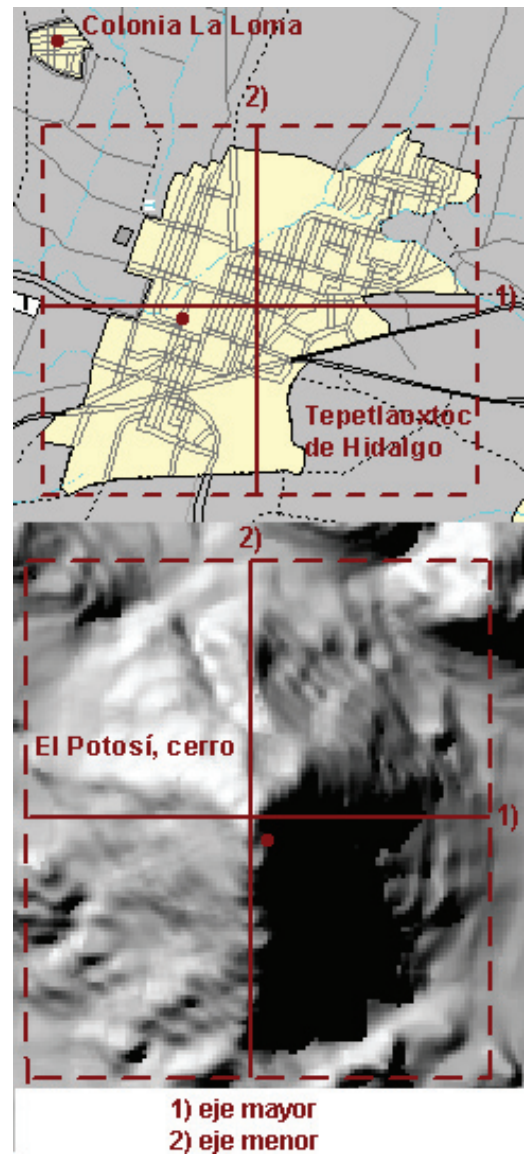 Colonia La Loma
2)
1)
Tepetlaoxtoc
de Hidalgo
2)
El Potosí, cerro
1)
1) eje mayor
2) eje menor